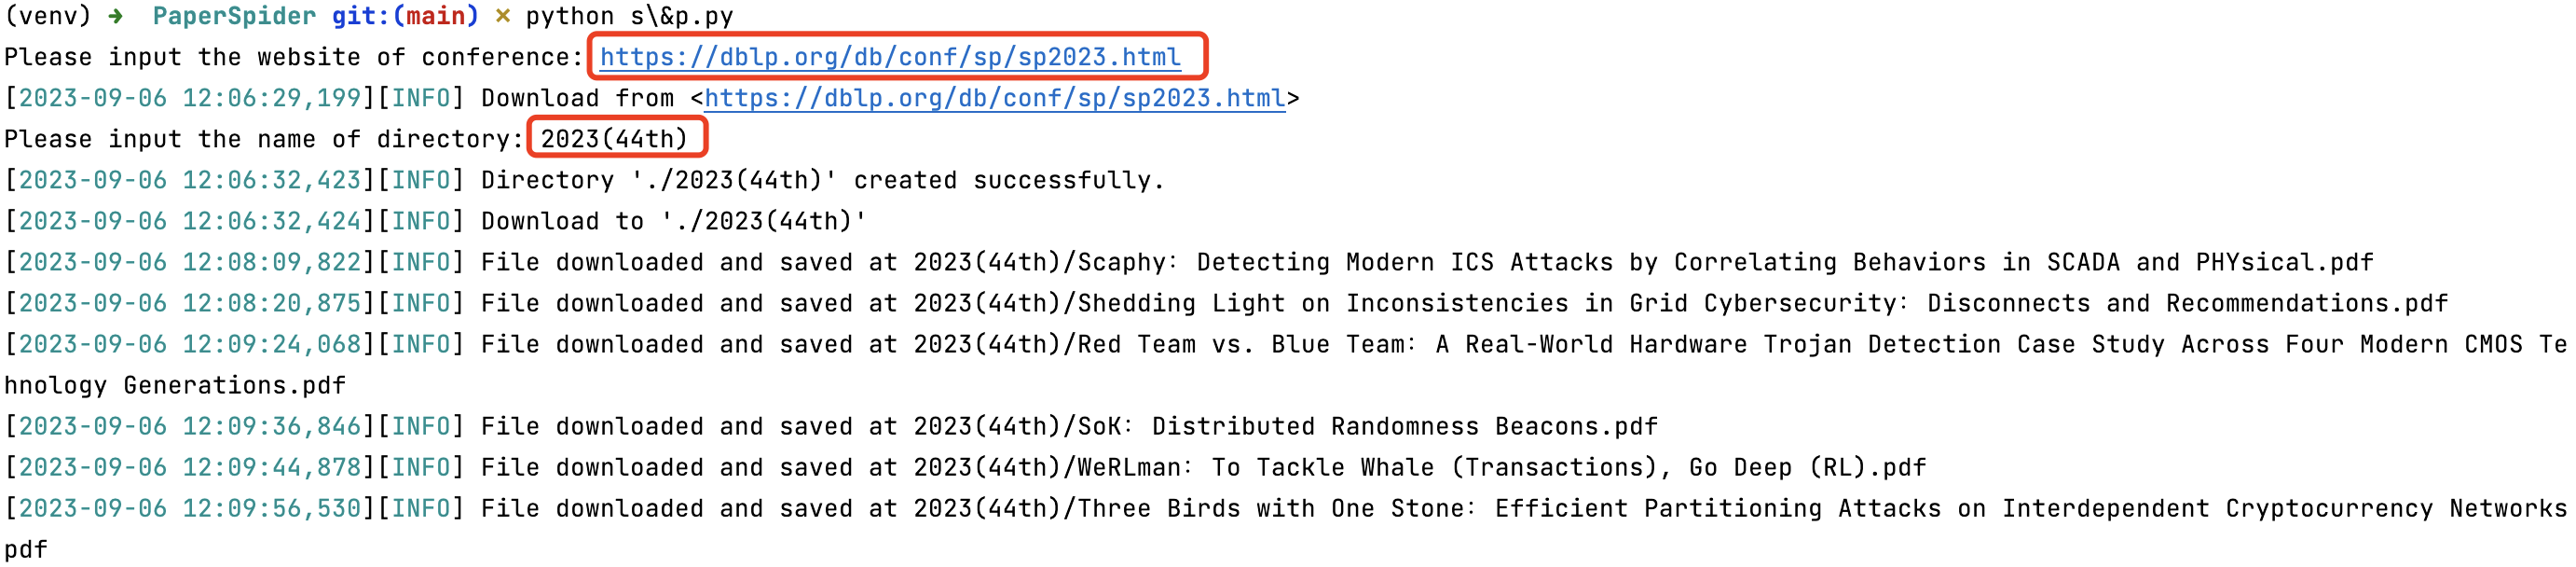 (venv) ➜  PaperSpider git:(main) ✗ python s\&p.py
Please input the website of conference: https://dblp.org/db/conf/sp/sp2023.html
[2023-09-06 12:06:29,199][INFO] Download from <https://dblp.org/db/conf/sp/sp2023.html>
Please input the name of directory: 2023(44th)
[2023-09-06 12:06:32,423][INFO] Directory './2023(44th)' created successfully.
[2023-09-06 12:06:32,424][INFO] Download to './2023(44th)'
[2023-09-06 12:08:09,822][INFO] File downloaded and saved at 2023(44th)/Scaphy: Detecting Modern ICS Attacks by Correlating Behaviors in SCADA and PHYsical.pdf
[2023-09-06 12:08:20,875][INFO] File downloaded and saved at 2023(44th)/Shedding Light on Inconsistencies in Grid Cybersecurity: Disconnects and Recommendations.pdf
[2023-09-06 12:09:24,068][INFO] File downloaded and saved at 2023(44th)/Red Team vs. Blue Team: A Real-World Hardware Trojan Detection Case Study Across Four Modern CMOS Te
hnology Generations.pdf
[2023-09-06 12:09:36,846][INFO] File downloaded and saved at 2023(44th)/SoK: Distributed Randomness Beacons.pdf
[2023-09-06 12:09:44,878][INFO] File downloaded and saved at 2023(44th)/WeRLman: To Tackle Whale (Transactions), Go Deep (RL).pdf
[2023-09-06 12:09:56,530][INFO] File downloaded and saved at 2023(44th)/Three Birds with One Stone: Efficient Partitioning Attacks on Interdependent Cryptocurrency Networks
pdf